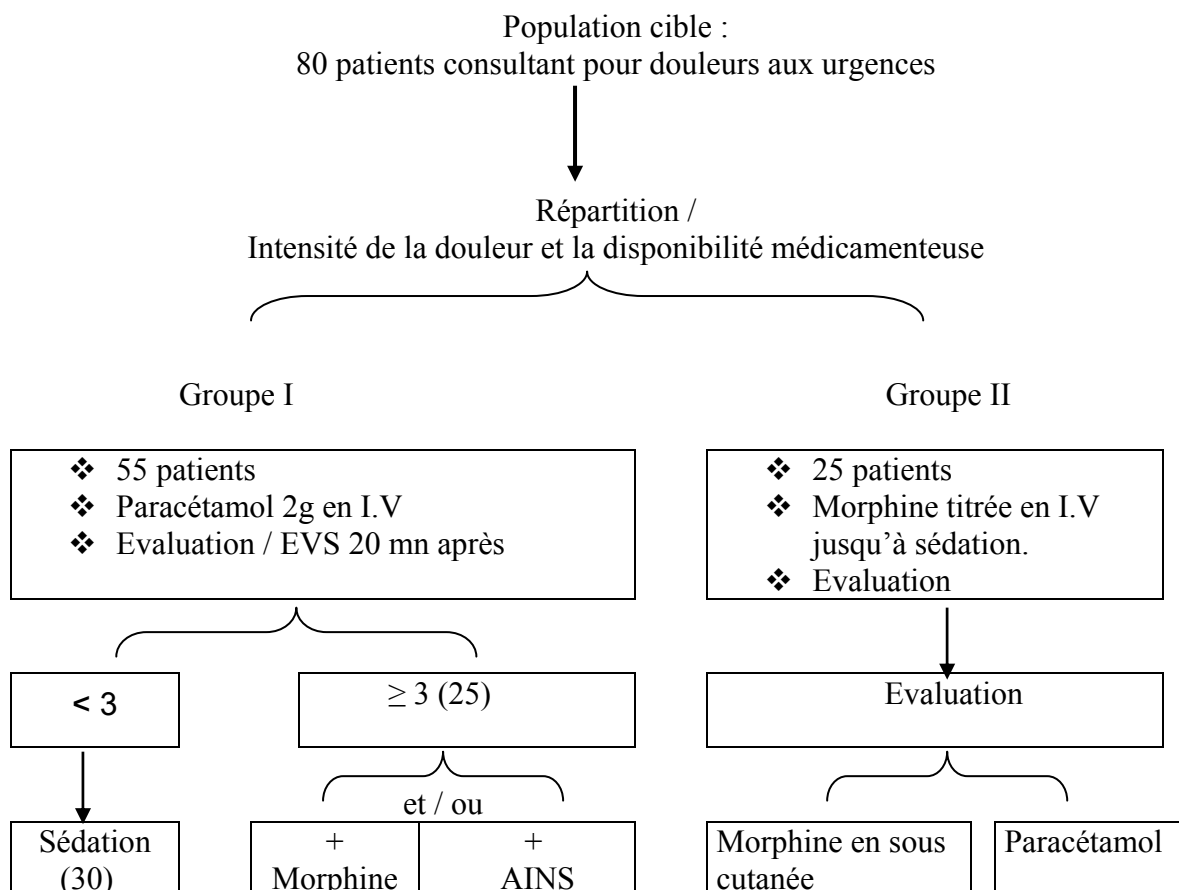 Population cible :
80 patients consultant pour douleurs aux urgences
Répartition /
Intensité de la douleur et la disponibilité médicamenteuse
Groupe I
Groupe II
❖ 55 patients
❖ Paracétamol 2g en I.V
❖ Evaluation / EVS 20 mn après
❖ 25 patients
❖ Morphine titrée en I.V
jusqu’à sédation.
❖ Evaluation
< 3
≥ 3 (25)
Evaluation
et / ou
Sédation
(30)
+
Morphine
+
AINS
Morphine en sous
cutanée
Paracétamol